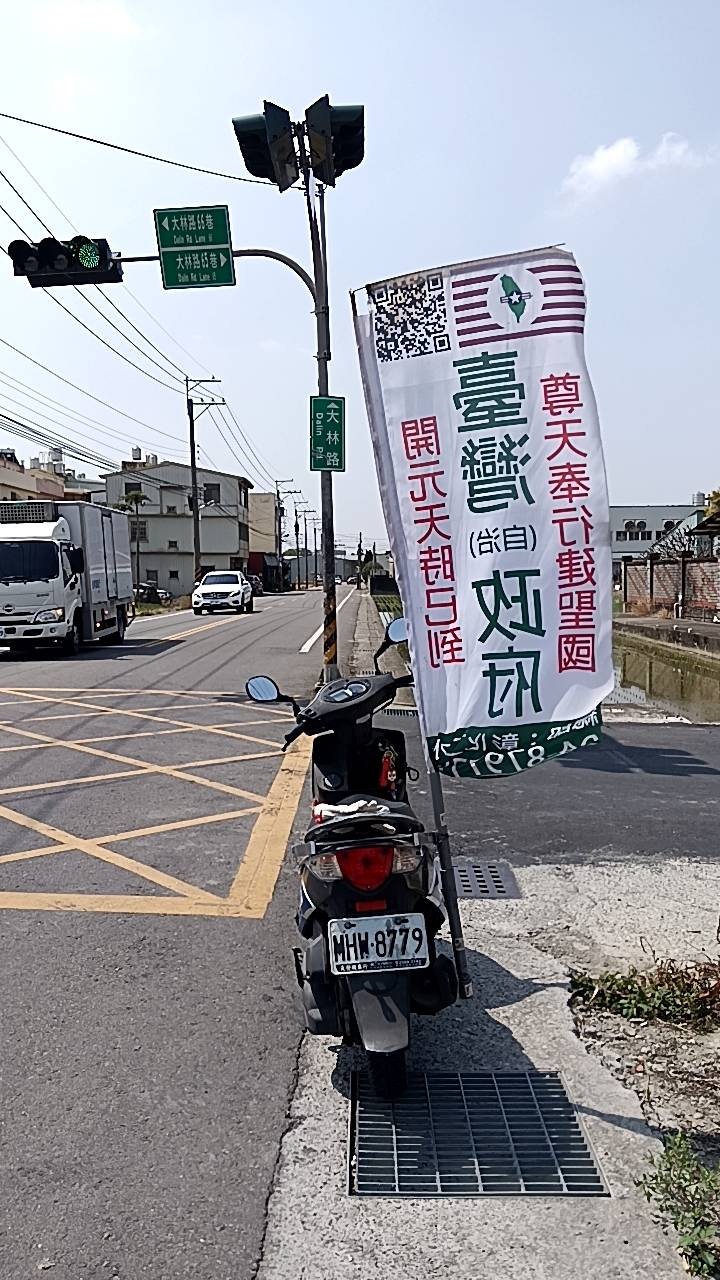 大林路66巷
Dalin Rd Lane 66
大林路65巷
Dalin Rd Lane 65
大林路
Dalin Rd
臺灣
(自治)
政府
尊天奉行建聖國
開元天時已到
MHW-8779